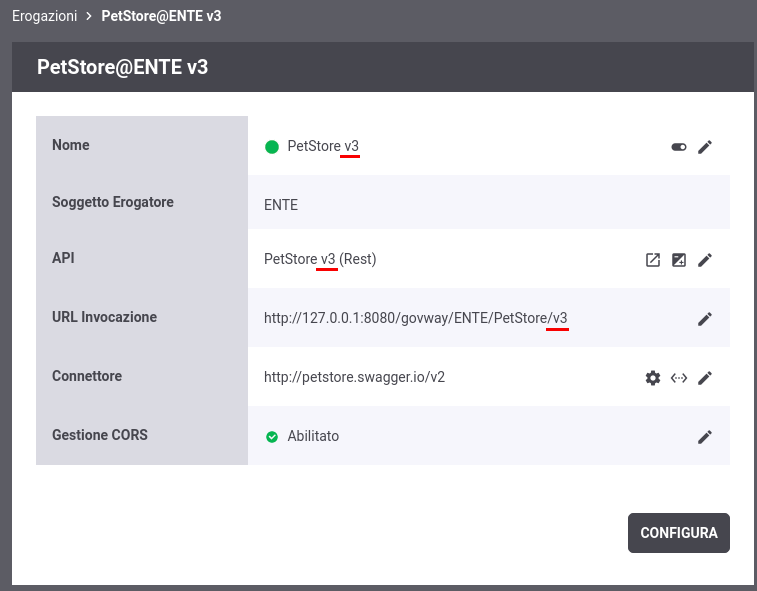 Erogazioni > PetStore@ENTE v3
PetStore@ENTE v3
Nome PetStore v3
Soggetto Erogatore ENTE
API PetStore v3 (Rest)
URL Invocazione http://127.0.0.1:8080/govway/ENTE/PetStore/v3
Connettore http://petstore.swagger.io/v2
Gestione CORS Abilitato
CONFIGURA